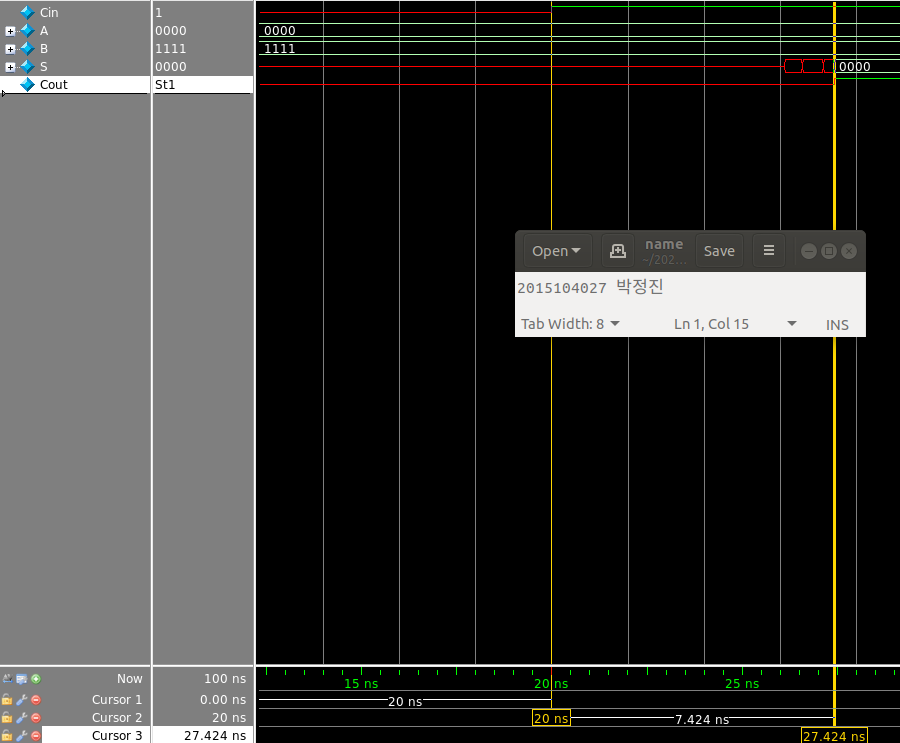 Cin 1
A 0000 0000
B 1111 1111
S 0000 0000
Cout St1
Open name Save
~/202...
2015104027 박정진
Tab Width: 8 Ln 1, Col 15 INS
Now 100 ns 15 ns 20 ns 25 ns
Cursor 1 0.00 ns 20 ns
Cursor 2 20 ns 20 ns 7.424 ns
Cursor 3 27.424 ns 27.424 ns